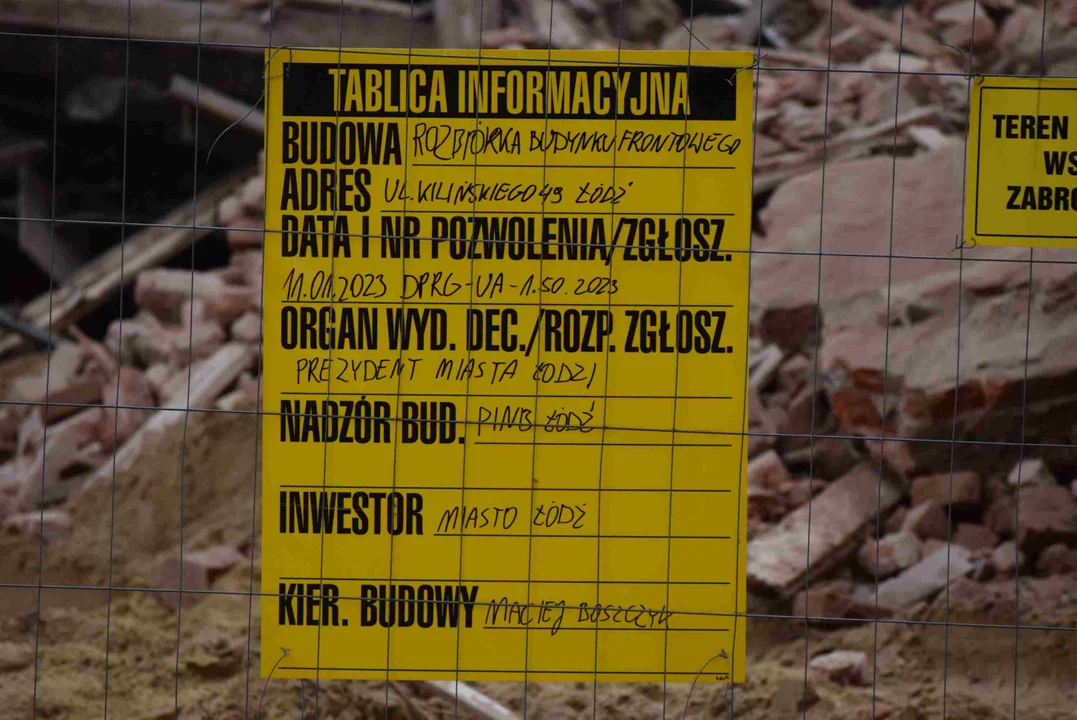 TABLICA INFORMACYJNA
BUDOWA ROZBIÓRKA BUDYNKU FRONTOWEGO
ADRES UL. KILIŃSKIEGO 49 ŁÓDŹ
DATA I NR POZWOLENIA/ZGŁOSZ.
11.01.2023 DPRG-UA-1.50.2023
ORGAN WYD. DEC./ROZP. ZGŁOSZ.
PREZYDENT MIASTA ŁODZI
NADZÓR BUD. PINB ŁÓDŹ
INWESTOR MIASTO ŁÓDŹ
KIER. BUDOWY MACIEJ BOSZCZYK
TEREN
WS
ZABRO